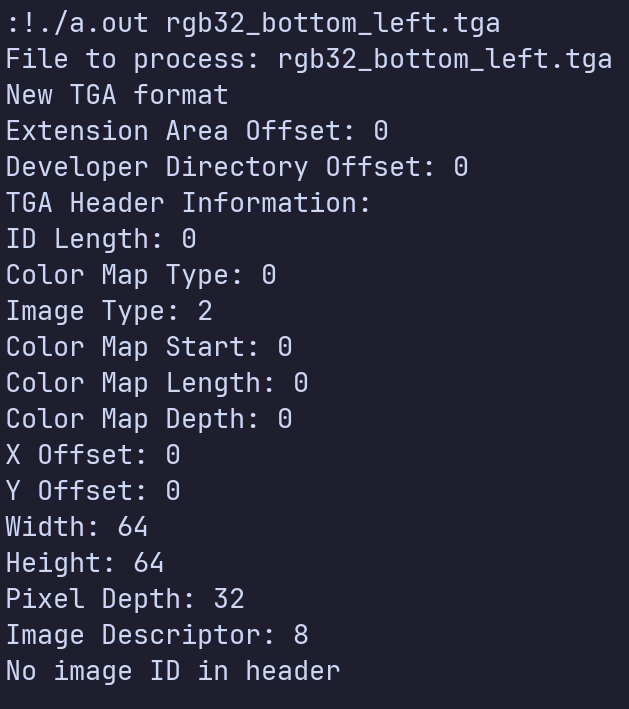 :!./a.out rgb32_bottom_left.tga
File to process: rgb32_bottom_left.tga
New TGA format
Extension Area Offset: 0
Developer Directory Offset: 0
TGA Header Information:
ID Length: 0
Color Map Type: 0
Image Type: 2
Color Map Start: 0
Color Map Length: 0
Color Map Depth: 0
X Offset: 0
Y Offset: 0
Width: 64
Height: 64
Pixel Depth: 32
Image Descriptor: 8
No image ID in header